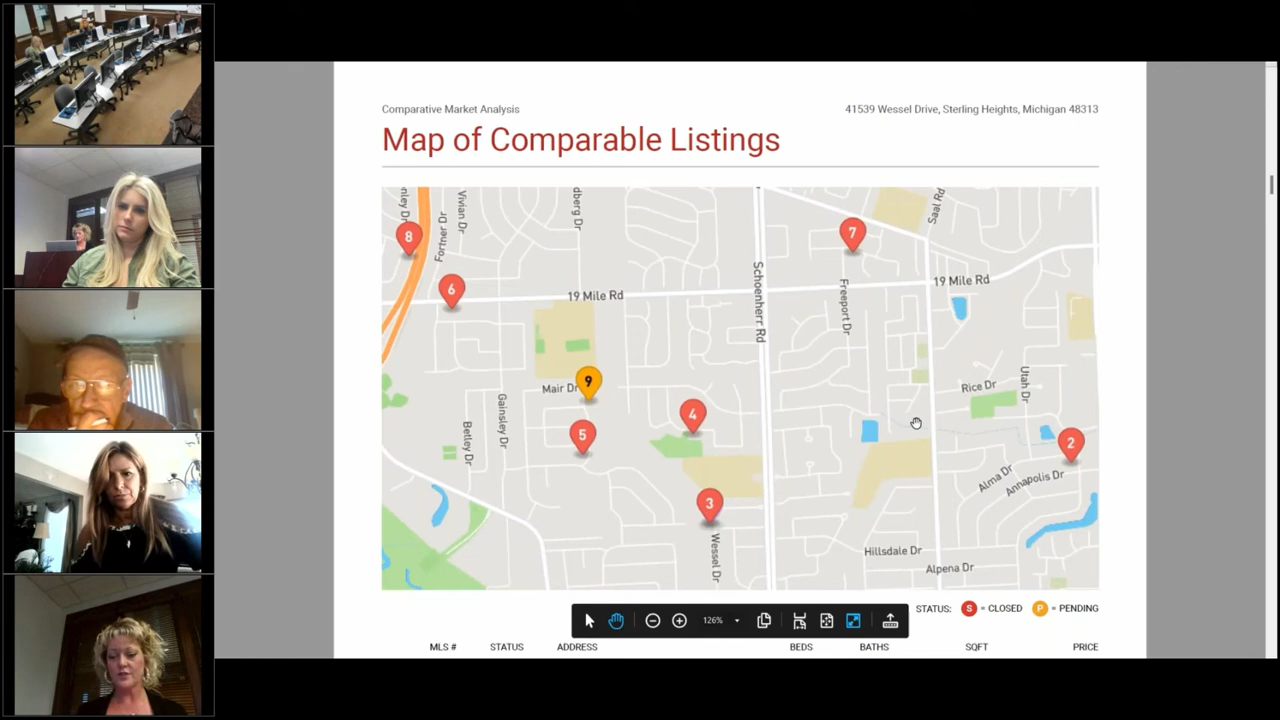 Comparative Market Analysis
41539 Wessel Drive, Sterling Heights, Michigan 48313
Map of Comparable Listings
Vivian Dr
Saal Rd
8
Fortner Dr
7
6
19 Mile Rd
Schoenherr Rd
Freeport Dr
19 Mile Rd
Mair Dr
9
Rice Dr
Utah Dr
Gainsley Dr
4
5
Betley Dr
2
Alma Dr
Annapolis Dr
3
Wessel Dr
Hillsdale Dr
Alpena Dr
STATUS: S = CLOSED P = PENDING
126%
MLS # STATUS ADDRESS BEDS BATHS SQFT PRICE